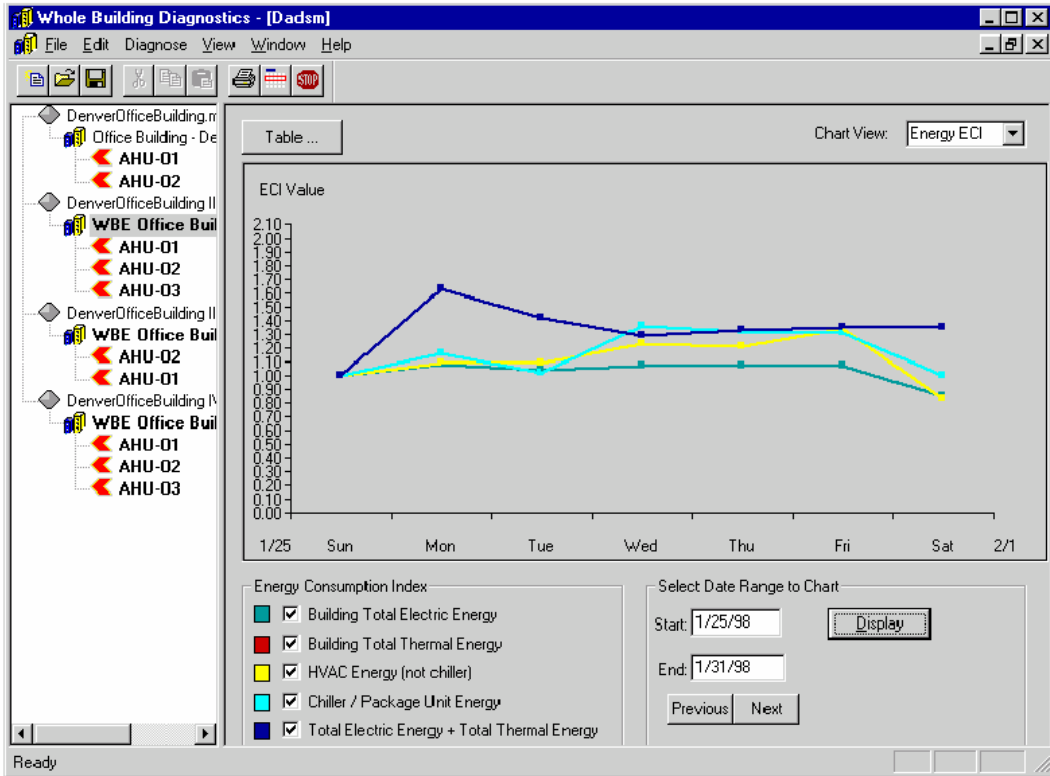 Whole Building Diagnostics - [Dadsm]
File Edit Diagnose View Window Help
STOP
DenverOfficeBuilding.m
Office Building - De
AHU-01
AHU-02
DenverOfficeBuilding II
WBE Office Buil
AHU-01
AHU-02
AHU-03
DenverOfficeBuilding II
WBE Office Buil
AHU-02
AHU-01
DenverOfficeBuilding IV
WBE Office Buil
AHU-01
AHU-02
AHU-03
Table ...
Chart View: Energy ECI
ECI Value
2.10
2.00
1.90
1.80
1.70
1.60
1.50
1.40
1.30
1.20
1.10
1.00
0.90
0.80
0.70
0.60
0.50
0.40
0.30
0.20
0.10
0.00
1/25 Sun Mon Tue Wed Thu Fri Sat 2/1
Energy Consumption Index
Building Total Electric Energy
Building Total Thermal Energy
HVAC Energy (not chiller)
Chiller / Package Unit Energy
Total Electric Energy + Total Thermal Energy
Select Date Range to Chart
Start: 1/25/98
Display
End: 1/31/98
Previous Next
Ready